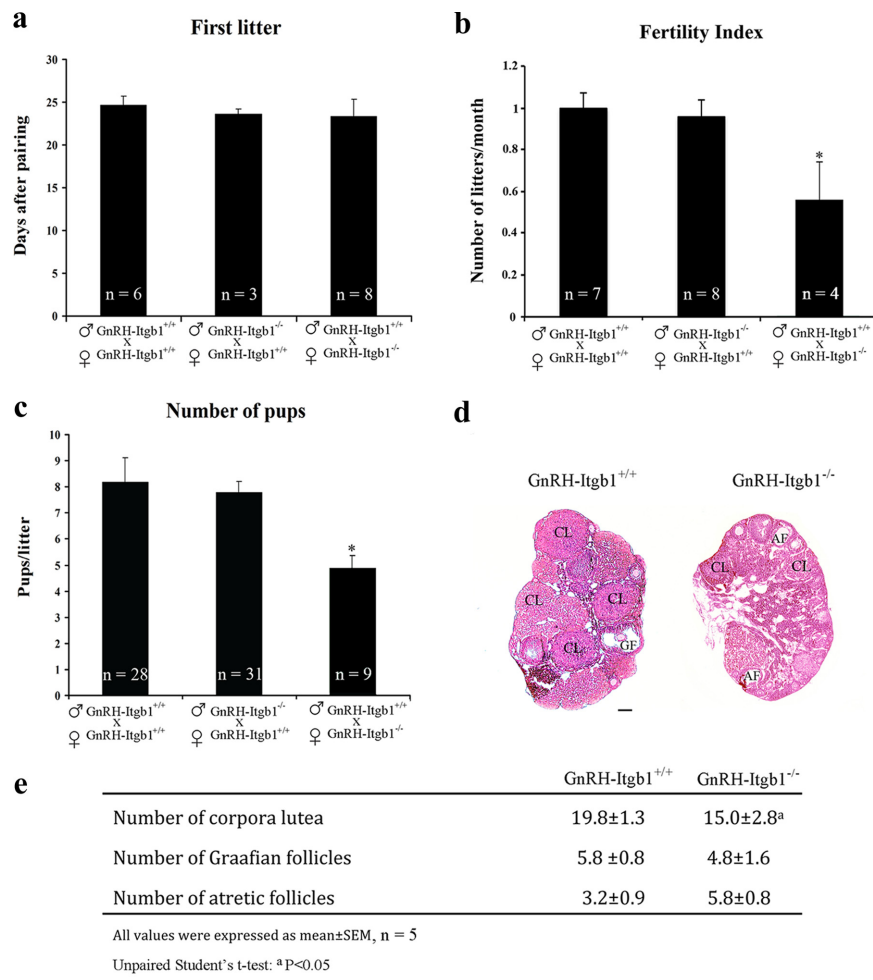 a
First litter
Days after pairing
30
25
20
15
10
5
0
n = 6
n = 3
n = 8
♂ GnRH-Itgb1+/+
X
♀ GnRH-Itgb1+/+
♂ GnRH-Itgb1-/-
X
♀ GnRH-Itgb1+/+
♂ GnRH-Itgb1+/+
X
♀ GnRH-Itgb1-/-
b
Fertility Index
Number of litters/month
1.2
1
0.8
0.6
0.4
0.2
0
*
n = 7
n = 8
n = 4
♂ GnRH-Itgb1+/+
X
♀ GnRH-Itgb1+/+
♂ GnRH-Itgb1-/-
X
♀ GnRH-Itgb1+/+
♂ GnRH-Itgb1+/+
X
♀ GnRH-Itgb1-/-
c
Number of pups
Pups/litter
10
9
8
7
6
5
4
3
2
1
0
*
n = 28
n = 31
n = 9
♂ GnRH-Itgb1+/+
X
♀ GnRH-Itgb1+/+
♂ GnRH-Itgb1-/-
X
♀ GnRH-Itgb1+/+
♂ GnRH-Itgb1+/+
X
♀ GnRH-Itgb1-/-
d
GnRH-Itgb1+/+
CL
CL
CL
CL
GF
GnRH-Itgb1-/-
AF
CL
CL
AF
e
GnRH-Itgb1+/+ GnRH-Itgb1-/-
Number of corpora lutea 19.8±1.3 15.0±2.8a
Number of Graafian follicles 5.8 ±0.8 4.8±1.6
Number of atretic follicles 3.2±0.9 5.8±0.8
All values were expressed as mean±SEM, n = 5
Unpaired Student's t-test: a P<0.05